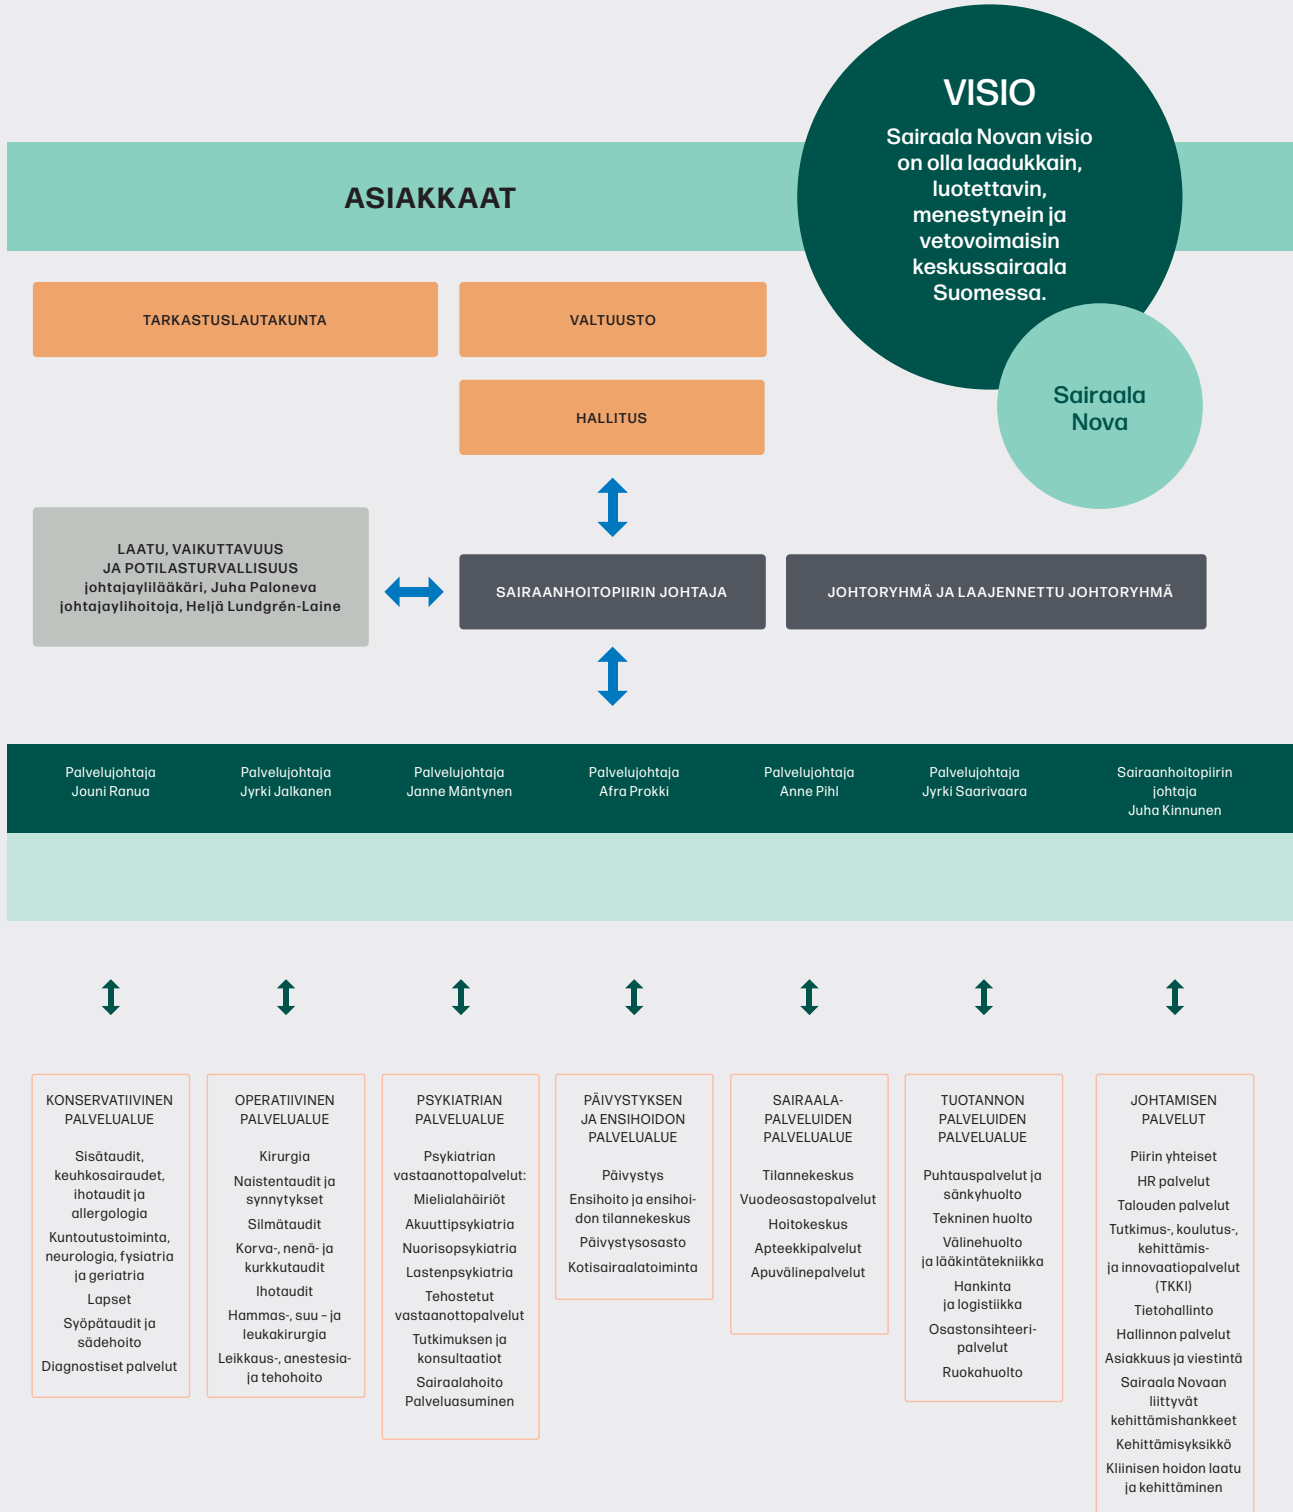 VISIO
Sairaala Novan visio
on olla laadukkain,
luotettavin,
menestynein ja
vetovoimaisin
keskussairaala
Suomessa.
ASIAKKAAT
TARKASTUSLAUTAKUNTA
VALTUUSTO
HALLITUS
Sairaala
Nova
LAATU, VAIKUTTAVUUS
JA POTILASTURVALLISUUS
johtajaylilääkäri, Juha Paloneva
johtajaylihoitoja, Heljä Lundgrén-Laine
SAIRAANHOITOPIIRIN JOHTAJA
JOHTORYHMÄ JA LAAJENNETTU JOHTORYHMÄ
Palvelujohtaja
Jouni Ranua
Palvelujohtaja
Jyrki Jalkanen
Palvelujohtaja
Janne Mäntynen
Palvelujohtaja
Afra Prokki
Palvelujohtaja
Anne Pihl
Palvelujohtaja
Jyrki Saarivaara
Sairaanhoitopiirin
johtaja
Juha Kinnunen
KONSERVATIIVINEN
PALVELUALUE
Sisätaudit,
keuhkosairaudet,
ihotaudit ja
allergologia
Kuntoutustoiminta,
neurologia, fysiatria
ja geriatria
Lapset
Syöpätaudit ja
sädehoito
Diagnostiset palvelut
OPERATIIVINEN
PALVELUALUE
Kirurgia
Naistentaudit ja
synnytykset
Silmätaudit
Korva-, nenä- ja
kurkkutaudit
Ihotaudit
Hammas-, suu – ja
leukakirurgia
Leikkaus-, anestesia-
ja tehohoito
PSYKIATRIAN
PALVELUALUE
Psykiatrian
vastaanottopalvelut:
Mielialahäiriöt
Akuuttipsykiatria
Nuorisopsykiatria
Lastenpsykiatria
Tehostetut
vastaanottopalvelut
Tutkimuksen ja
konsultaatiot
Sairaalahoito
Palveluasuminen
PÄIVYSTYKSEN
JA ENSIHOIDON
PALVELUALUE
Päivystys
Ensihoito ja ensihoi-
don tilannekeskus
Päivystysosasto
Kotisairaalatoiminta
SAIRAALA-
PALVELUIDEN
PALVELUALUE
Tilannekeskus
Vuodeosastopalvelut
Hoitokeskus
Apteekkipalvelut
Apuvälinepalvelut
TUOTANNON
PALVELUIDEN
PALVELUALUE
Puhtauspalvelut ja
sänkyhuolto
Tekninen huolto
Välinehuolto
ja lääkintätekniikka
Hankinta
ja logistiikka
Osastonsihteeri-
palvelut
Ruokahuolto
JOHTAMISEN
PALVELUT
Piirin yhteiset
HR palvelut
Talouden palvelut
Tutkimus-, koulutus-,
kehittämis-
ja innovaatiopalvelut
(TKKI)
Tietohallinto
Hallinnon palvelut
Asiakkuus ja viestintä
Sairaala Novaan
liittyvät
kehittämishankkeet
Kehittämisyksikkö
Kliinisen hoidon laatu
ja kehittäminen